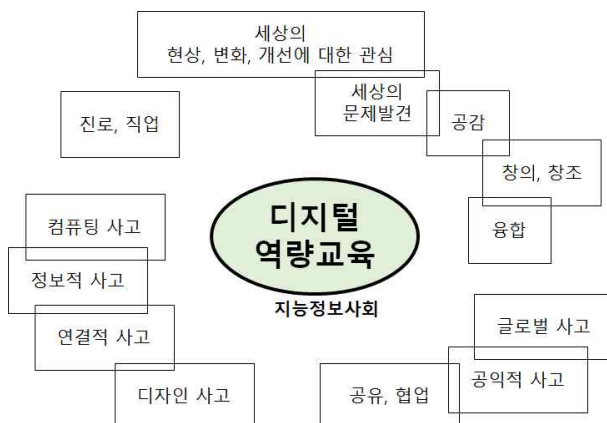 세상의
현상, 변화, 개선에 대한 관심
세상의
문제발견
공감
진로, 직업
창의, 창조
디지털
역량교육
컴퓨팅 사고
융합
정보적 사고
지능정보사회
글로벌 사고
연결적 사고
공익적 사고
디자인 사고
공유, 협업